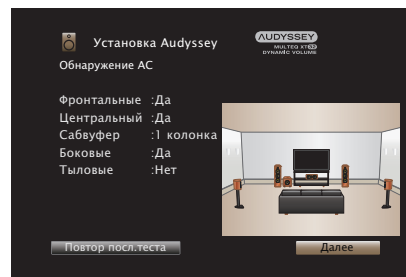 Установка Audyssey
AUDYSSEY
MULTEQ XT32
DYNAMIC VOLUME
Обнаружение АС
Фронтальные :Да
Центральный :Да
Сабвуфер :1 колонка
Боковые :Да
Тыловые :Нет
Повтор посл.теста
Далее